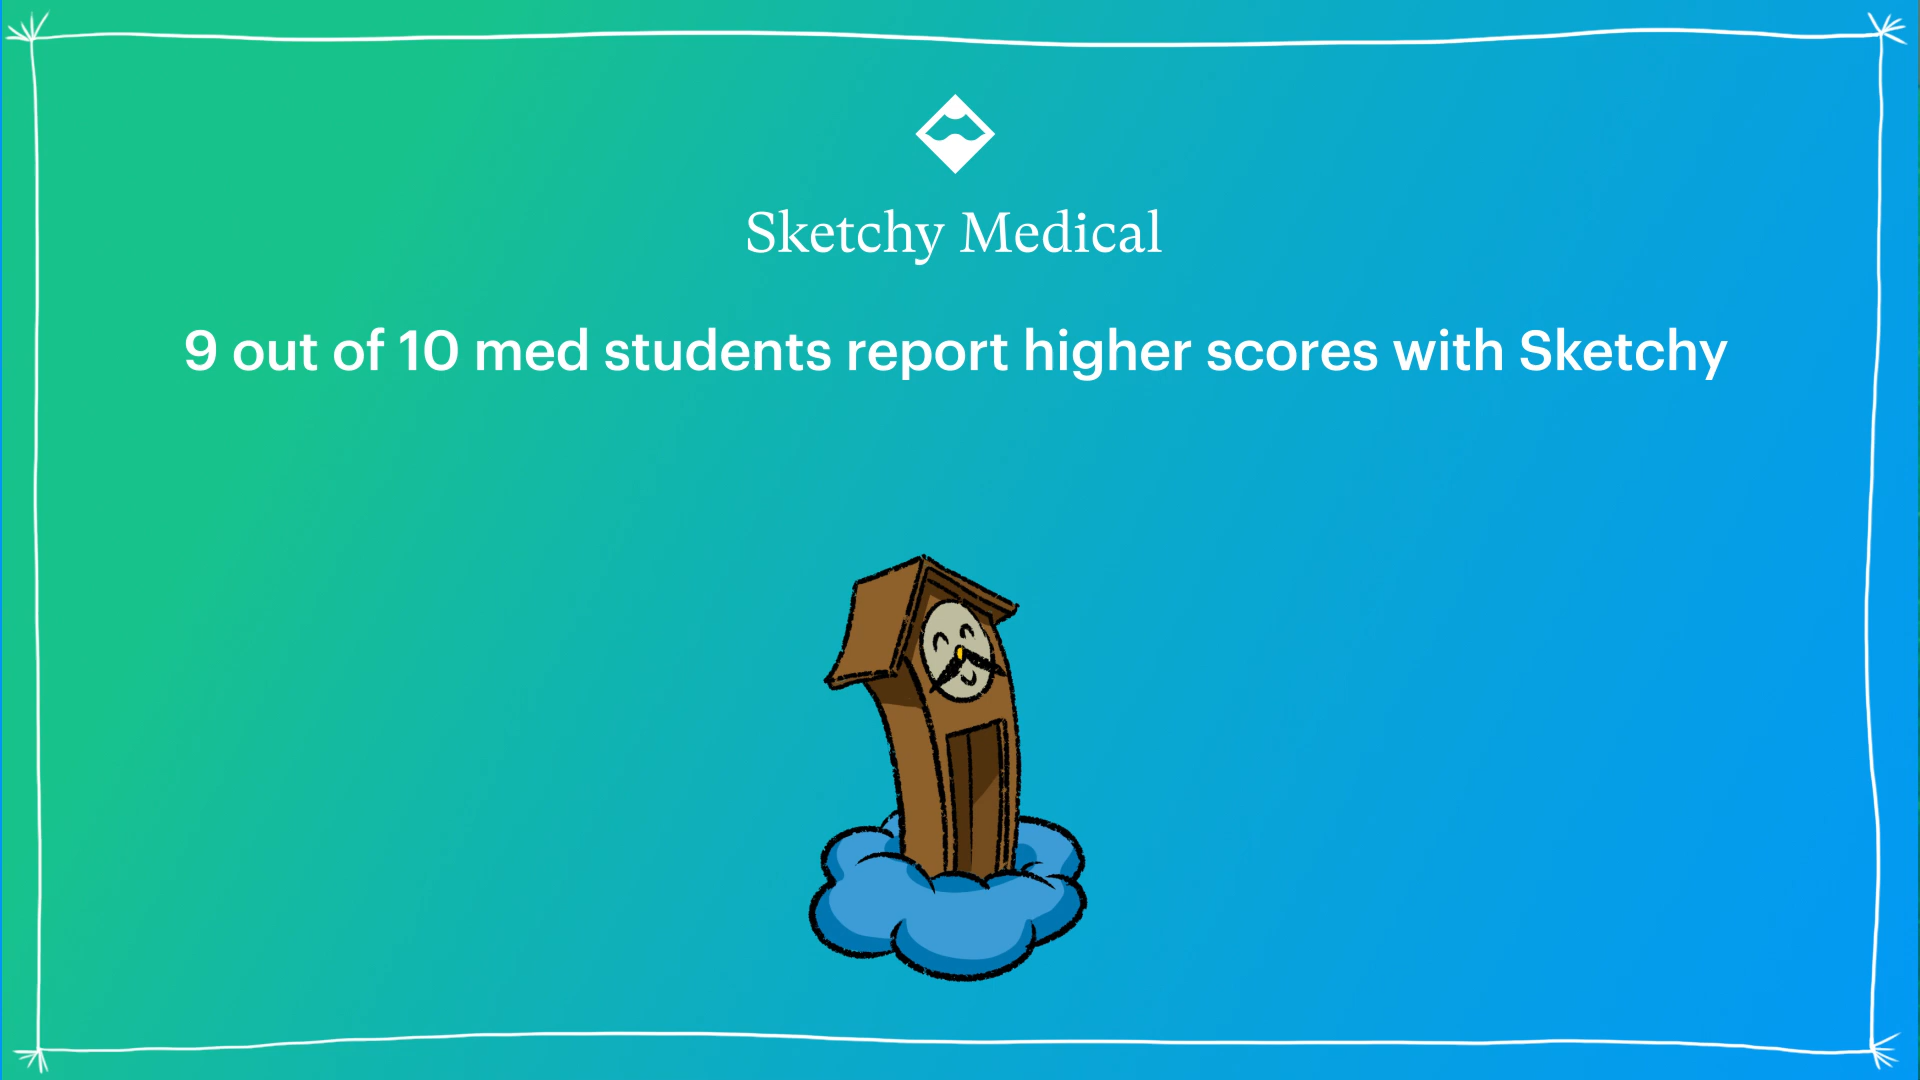 Sketchy Medical
9 out of 10 med students report higher scores with Sketchy